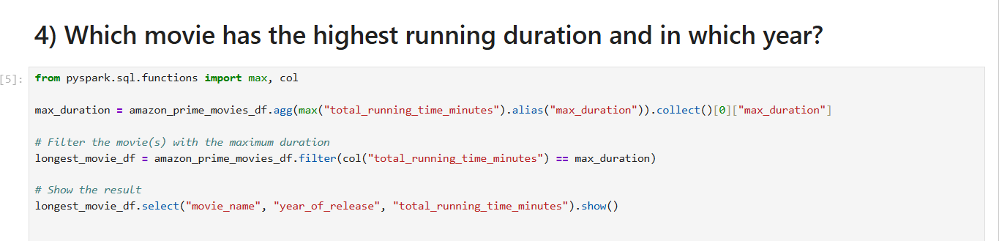 4) Which movie has the highest running duration and in which year?
[5]:
from pyspark.sql.functions import max, col
max_duration = amazon_prime_movies_df.agg(max("total_running_time_minutes").alias("max_duration")).collect()[0]["max_duration"]
# Filter the movie(s) with the maximum duration
longest_movie_df = amazon_prime_movies_df.filter(col("total_running_time_minutes") == max_duration)
# Show the result
longest_movie_df.select("movie_name", "year_of_release", "total_running_time_minutes").show()